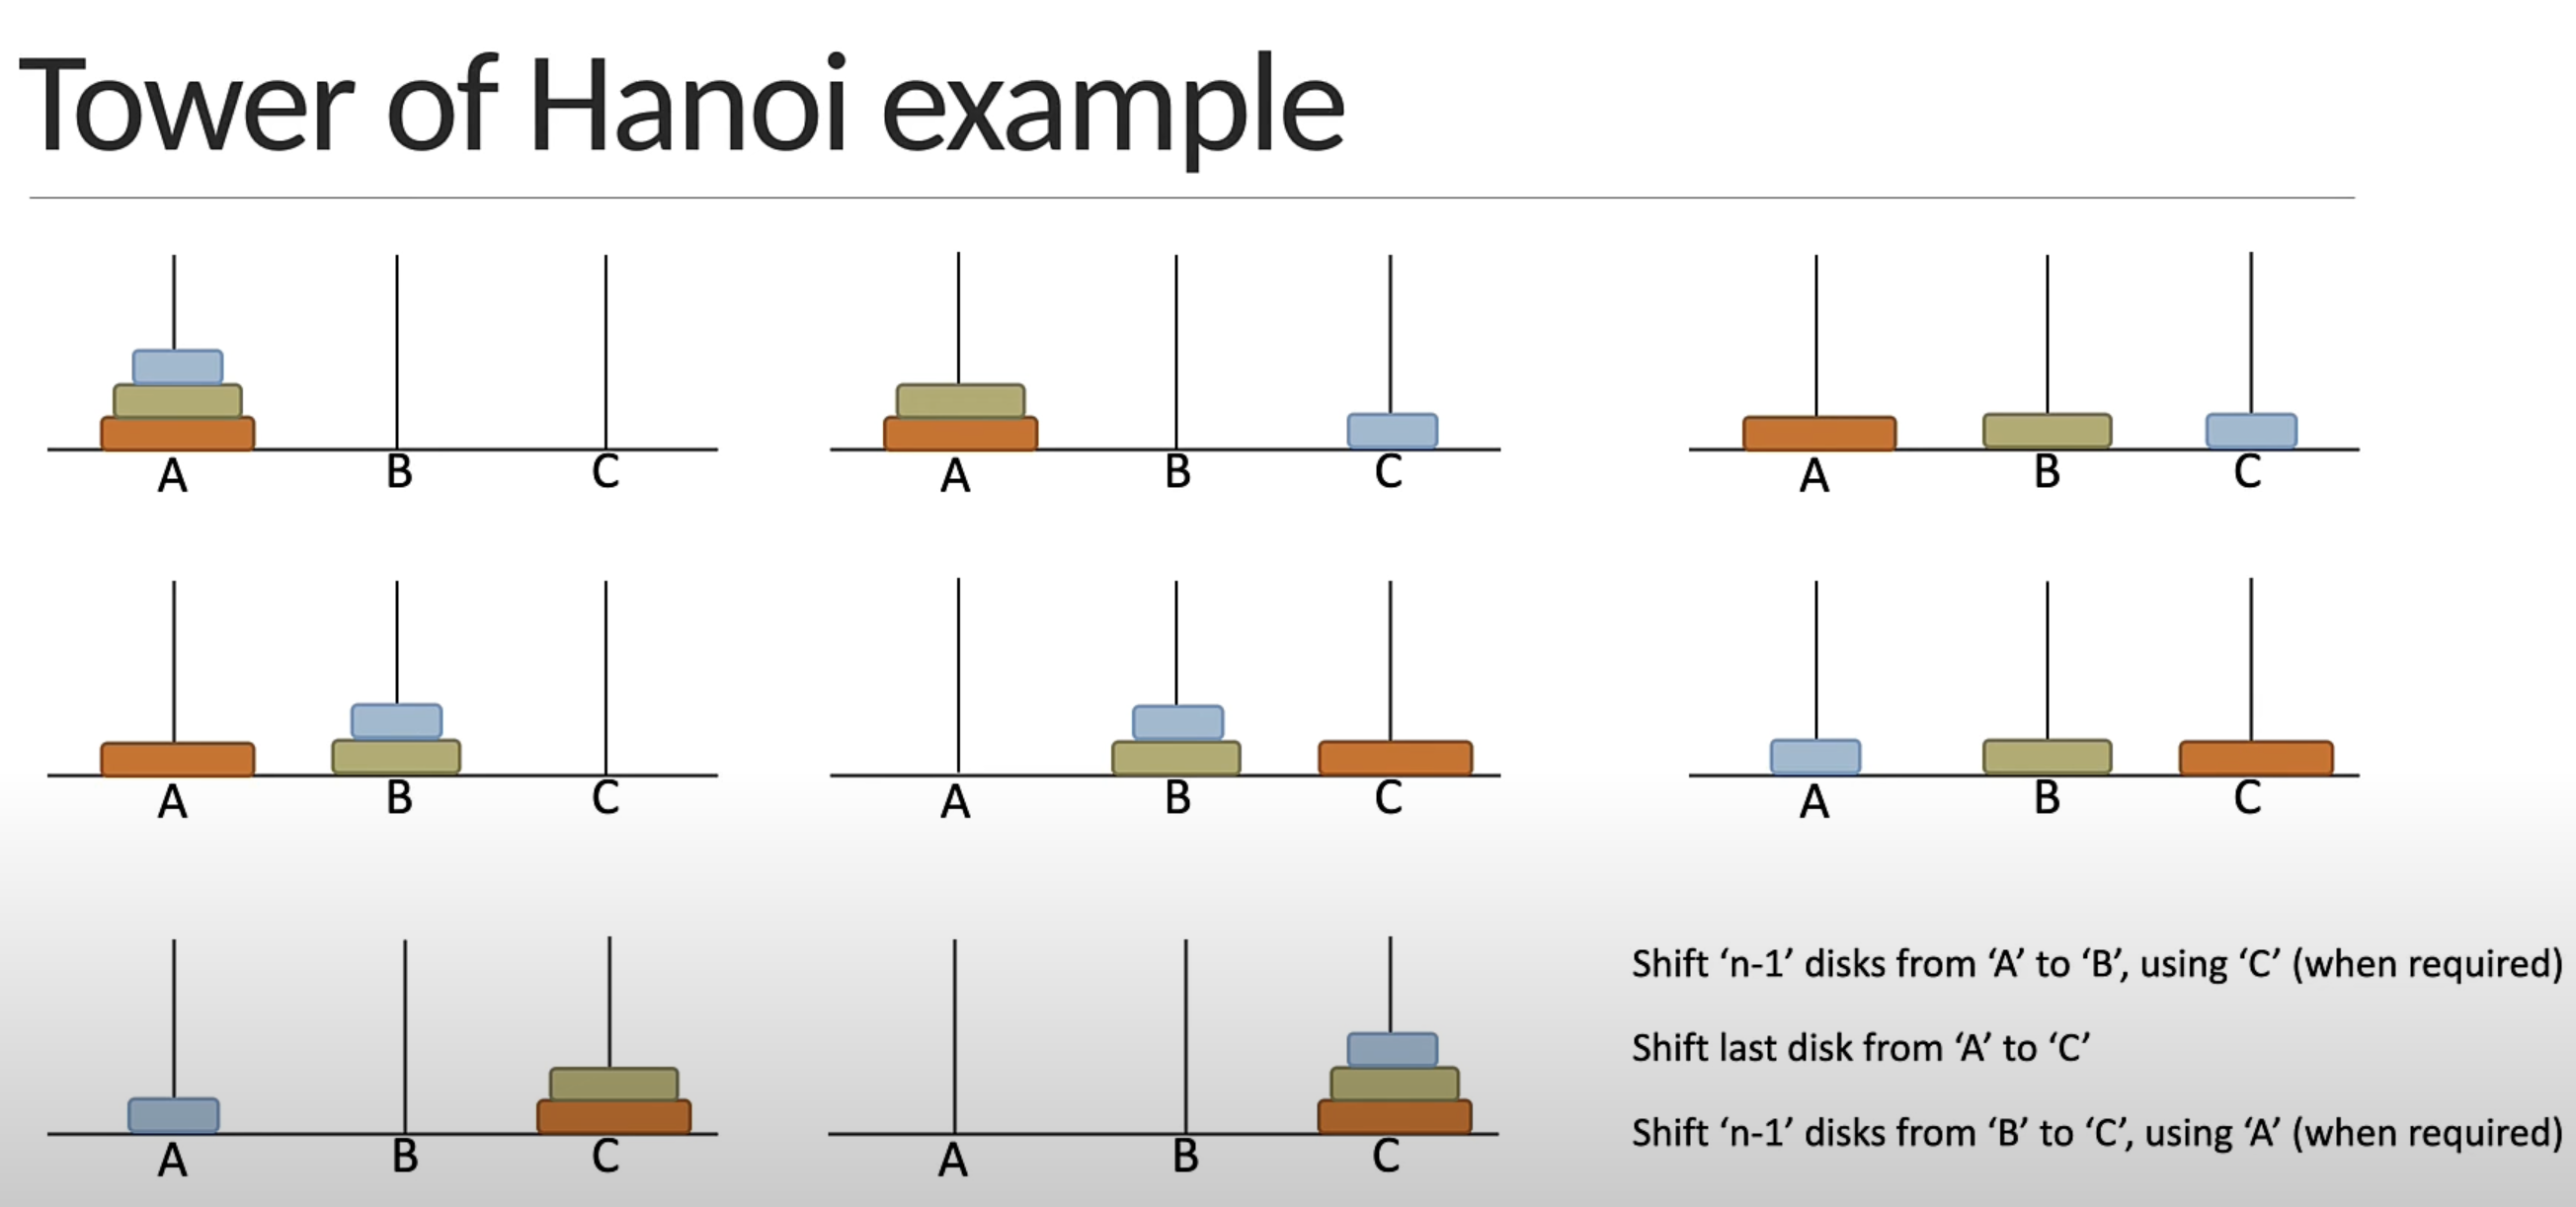 Tower of Hanoi example
A B C
A B C
A B C
A B C
A B C
A B C
A B C
A B C
Shift ‘n-1’ disks from ‘A’ to ‘B’, using ‘C’ (when required)
Shift last disk from ‘A’ to ‘C’
Shift ‘n-1’ disks from ‘B’ to ‘C’, using ‘A’ (when required)